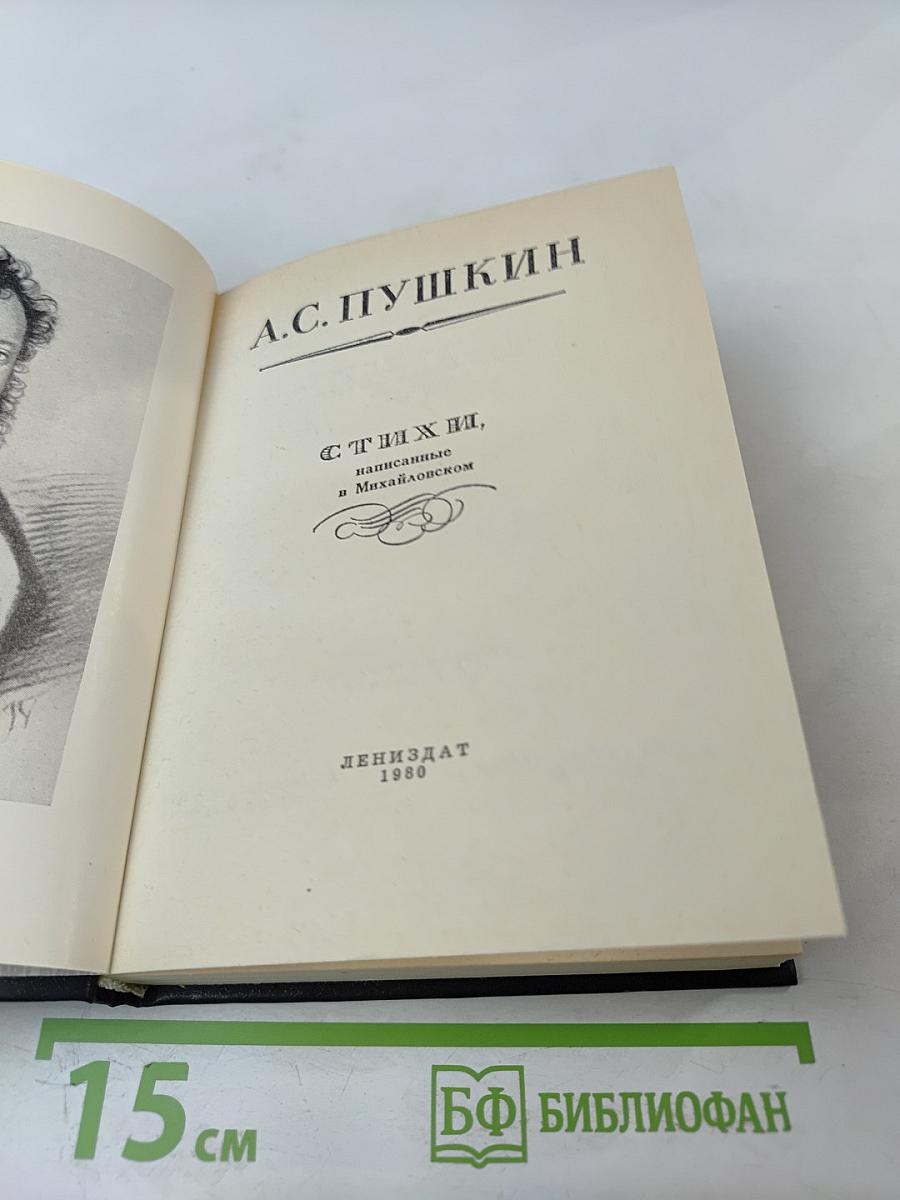 А.С.ПУШКИН
СТИХИ,
написанные
в Михайловском
ЛЕНИЗДАТ
1980
15 см
БФ БИБЛИОФАН